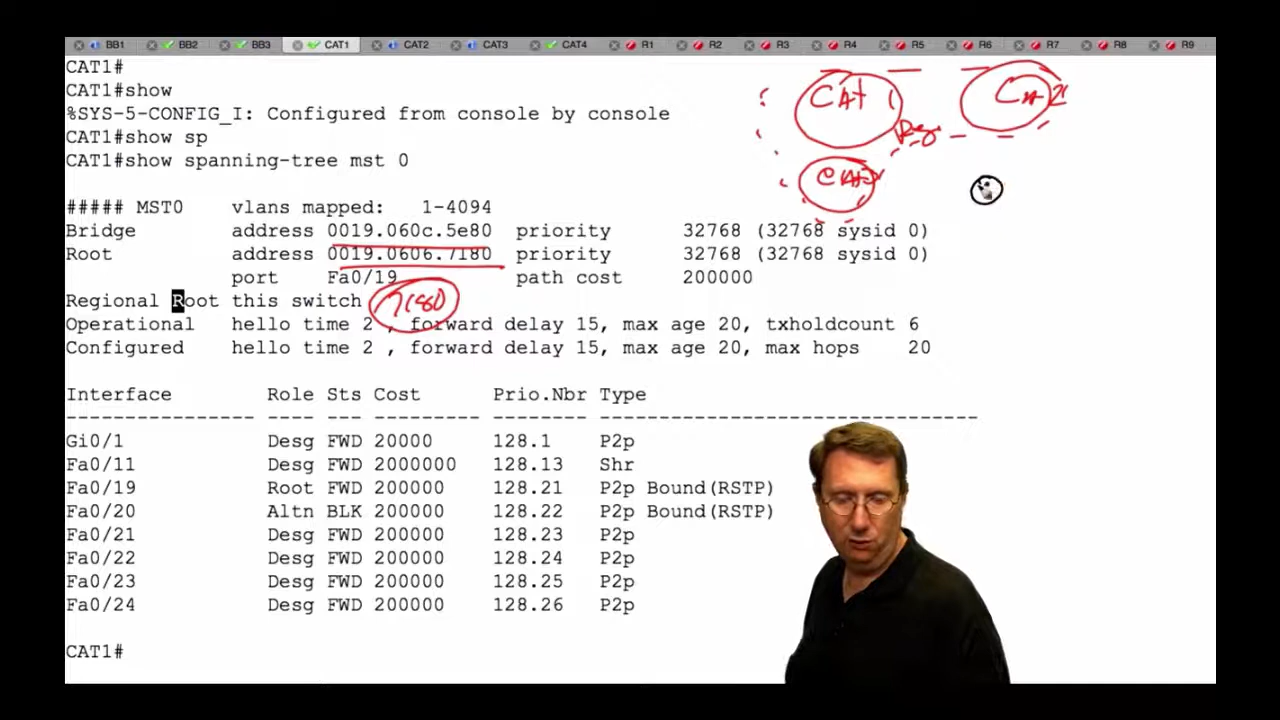 BB1 BB2 BB3 CAT1 CAT2 CAT3 CAT4 R1 R2 R3 R4 R5 R6 R7 R8 R9
CAT1#
CAT1#show
%SYS-5-CONFIG_I: Configured from console by console
CAT1#show sp
CAT1#show spanning-tree mst 0
CAT 1
CAT2
Reg
CAT3
##### MST0 vlans mapped: 1-4094
Bridge address 0019.060c.5e80 priority 32768 (32768 sysid 0)
Root address 0019.0606.7180 priority 32768 (32768 sysid 0)
port Fa0/19 path cost 200000
Regional Root this switch
7180
Operational hello time 2 , forward delay 15, max age 20, txholdcount 6
Configured hello time 2 , forward delay 15, max age 20, max hops 20
Interface Role Sts Cost Prio.Nbr Type
---------------- ---- --- --------- -------- --------------------------------
Gi0/1 Desg FWD 20000 128.1 P2p
Fa0/11 Desg FWD 2000000 128.13 Shr
Fa0/19 Root FWD 200000 128.21 P2p Bound(RSTP)
Fa0/20 Altn BLK 200000 128.22 P2p Bound(RSTP)
Fa0/21 Desg FWD 200000 128.23 P2p
Fa0/22 Desg FWD 200000 128.24 P2p
Fa0/23 Desg FWD 200000 128.25 P2p
Fa0/24 Desg FWD 200000 128.26 P2p
CAT1#